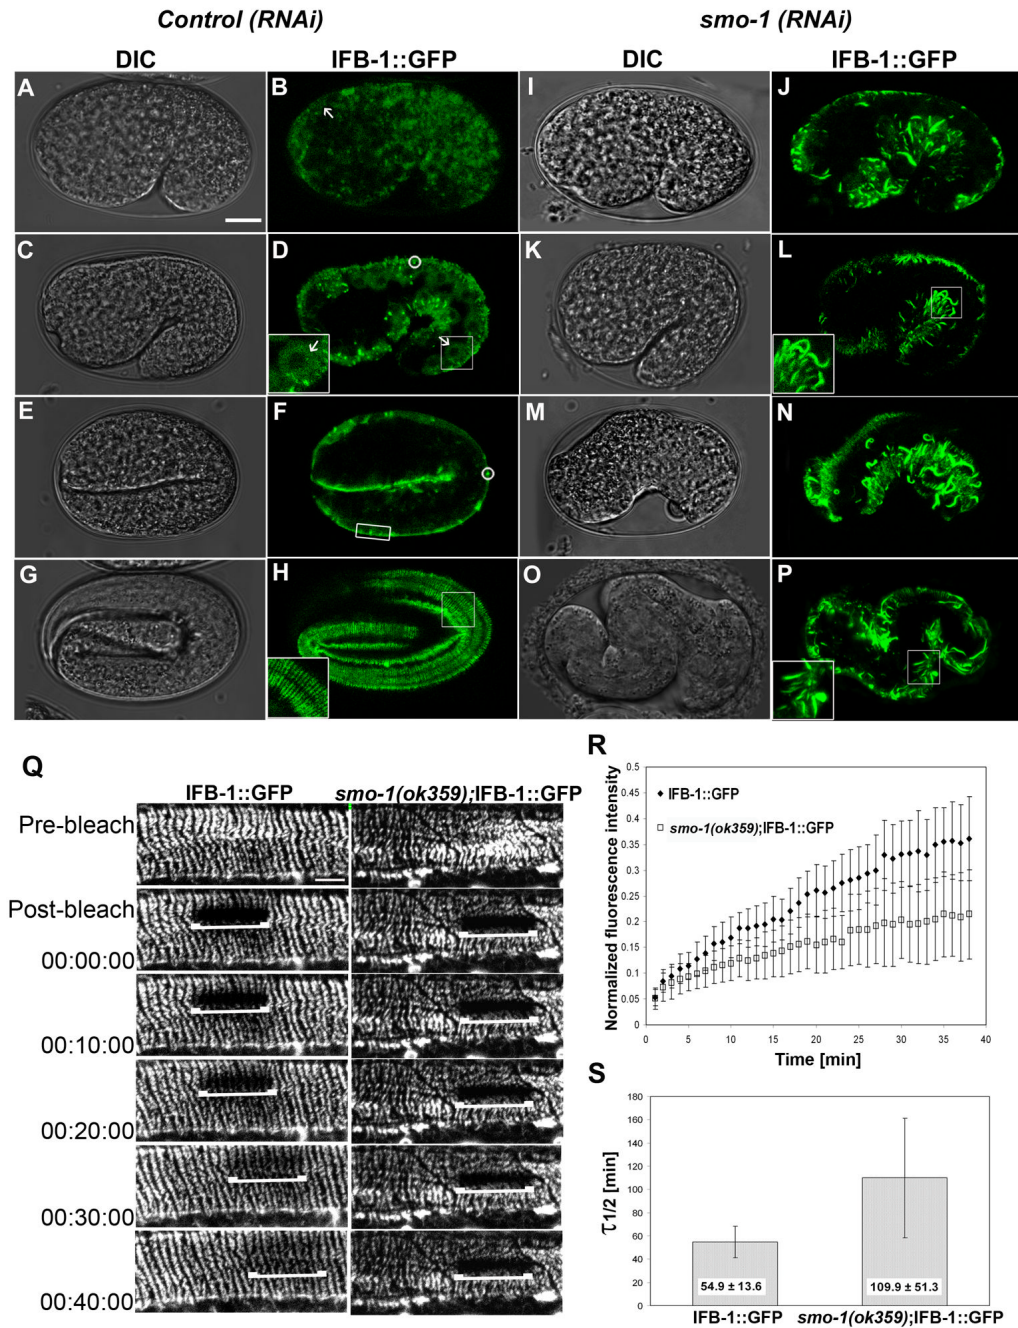 Control (RNAi) smo-1 (RNAi)
DIC IFB-1::GFP DIC IFB-1::GFP
A B I J
C D K L
E F M N
G H O P
Q
IFB-1::GFP smo-1(ok359);IFB-1::GFP
Pre-bleach
Post-bleach
00:00:00
00:10:00
00:20:00
00:30:00
00:40:00
R
Normalized fluorescence intensity
0.5
0.45
0.4
0.35
0.3
0.25
0.2
0.15
0.1
0.05
0
IFB-1::GFP
smo-1(ok359);IFB-1::GFP
0 5 10 15 20 25 30 35 40
Time [min]
S
τ1/2 [min]
180
160
140
120
100
80
60
40
20
0
54.9 ± 13.6 109.9 ± 51.3
IFB-1::GFP smo-1(ok359);IFB-1::GFP